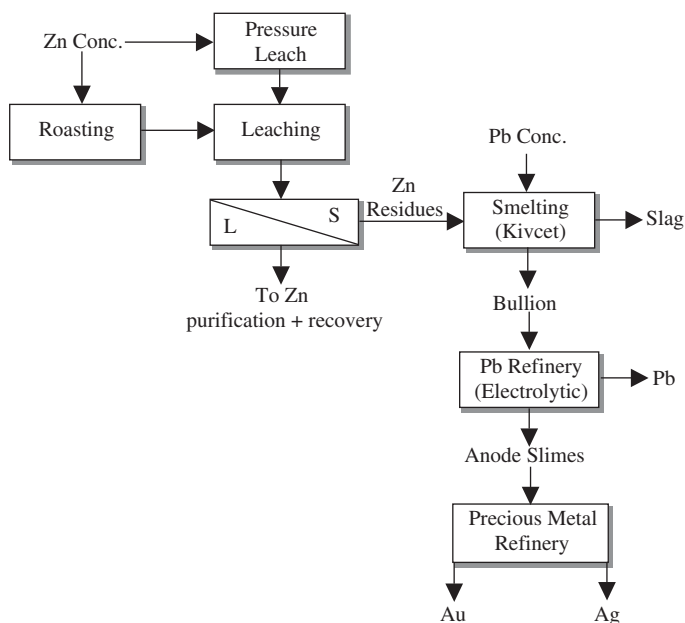 Zn Conc.
Pressure
Leach
Roasting
Leaching
Pb Conc.
L
S
Zn
Residues
Smelting
(Kivcet)
Slag
To Zn
purification + recovery
Bullion
Pb Refinery
(Electrolytic)
Pb
Anode Slimes
Precious Metal
Refinery
Au
Ag